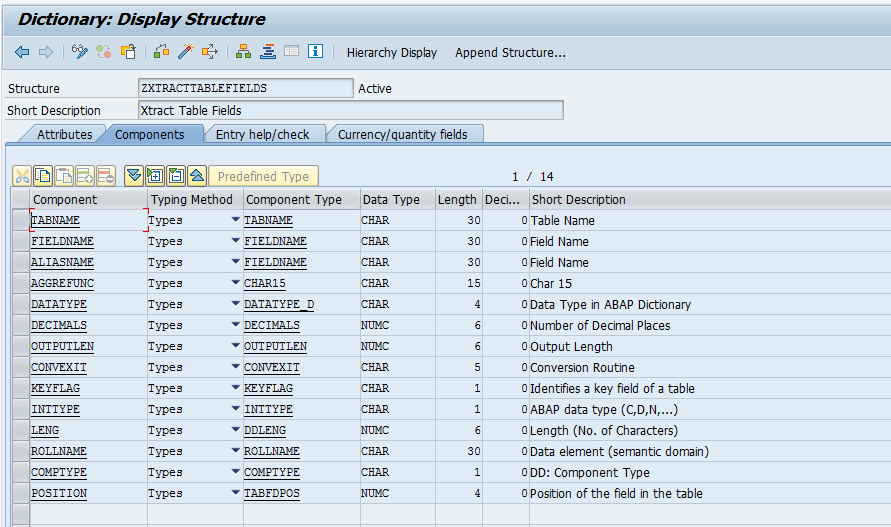 Dictionary: Display Structure
Hierarchy Display Append Structure...
Structure ZXTRACTTABLEFIELDS Active
Short Description Xtract Table Fields
Attributes Components Entry help/check Currency/quantity fields
Predefined Type 1 / 14
Component Typing Method Component Type Data Type Length Deci... Short Description
TABNAME Types TABNAME CHAR 30 0 Table Name
FIELDNAME Types FIELDNAME CHAR 30 0 Field Name
ALIASNAME Types FIELDNAME CHAR 30 0 Field Name
AGGREFUNC Types CHAR15 CHAR 15 0 Char 15
DATATYPE Types DATATYPE_D CHAR 4 0 Data Type in ABAP Dictionary
DECIMALS Types DECIMALS NUMC 6 0 Number of Decimal Places
OUTPUTLEN Types OUTPUTLEN NUMC 6 0 Output Length
CONVEXIT Types CONVEXIT CHAR 5 0 Conversion Routine
KEYFLAG Types KEYFLAG CHAR 1 0 Identifies a key field of a table
INTTYPE Types INTTYPE CHAR 1 0 ABAP data type (C,D,N,...)
LENG Types DDLENG NUMC 6 0 Length (No. of Characters)
ROLLNAME Types ROLLNAME CHAR 30 0 Data element (semantic domain)
COMPTYPE Types COMPTYPE CHAR 1 0 DD: Component Type
POSITION Types TABFDPOS NUMC 4 0 Position of the field in the table